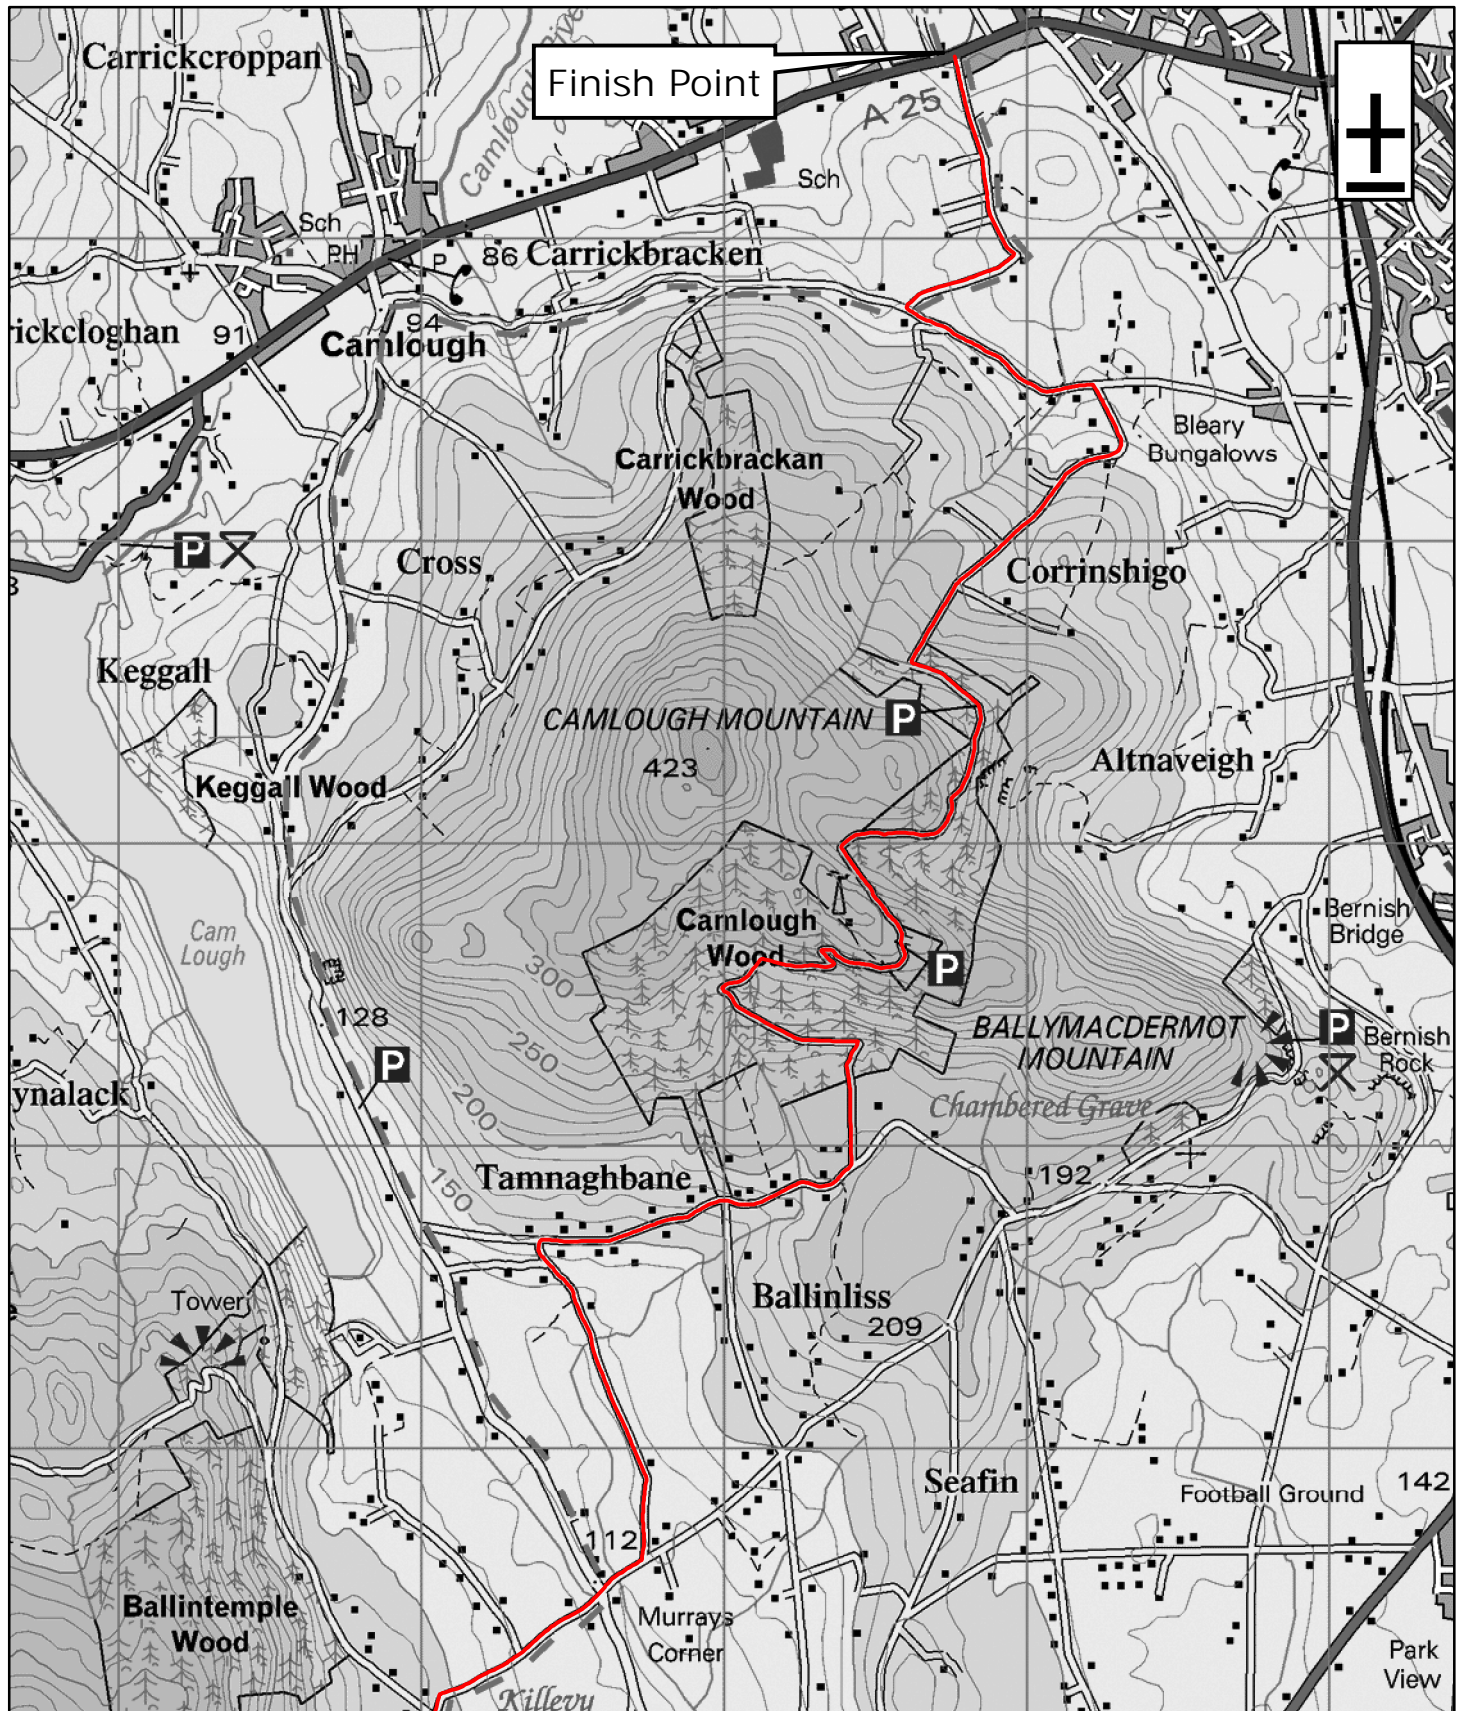 Carrickcroppan
Finish Point
Camlough River
A 25
Sch
Sch
PH
P
86
Carrickbracken
rickcloghan
91
94
Camlough
Bleary
Bungalows
Carrickbrackan
Wood
P
Cross
Corrinshigo
3
Keggall
CAMLOUGH MOUNTAIN
P
423
Altnaveigh
Keggall Wood
Cam
Lough
Camlough
Wood
P
Bernish
Bridge
300
128
P
250
200
150
BALLYMACDERMOT
MOUNTAIN
P
Bernish
Rock
ynalack
Chambered Grave
Tamnaghbane
192
Tower
Ballinliss
209
Seafin
Football Ground
142
112
Ballintemple
Wood
Murrays
Corner
Park
View
Killevy